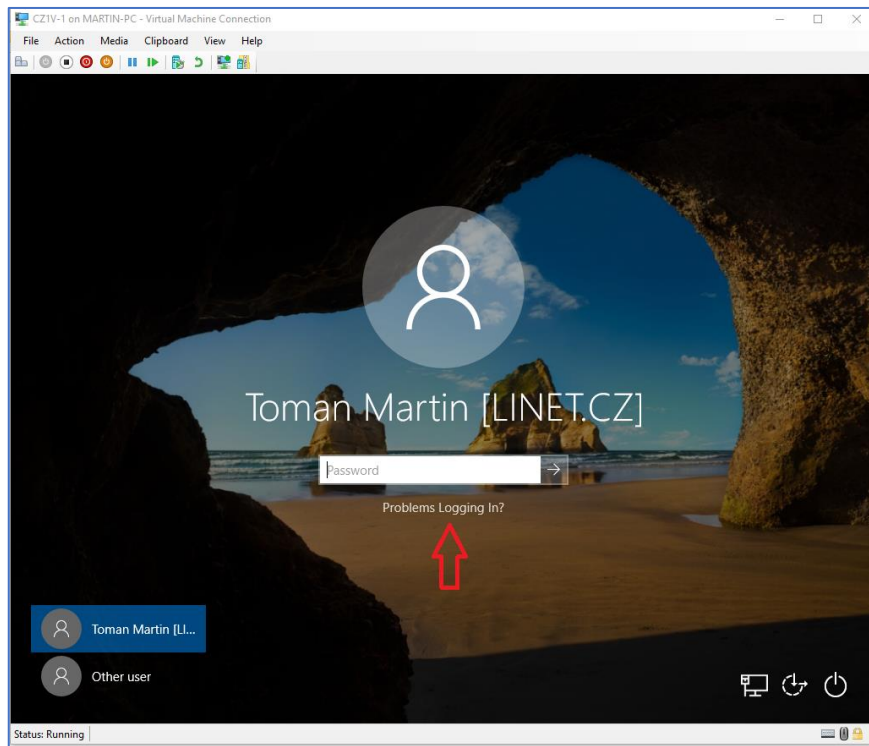 CZ1V-1 on MARTIN-PC - Virtual Machine Connection
File Action Media Clipboard View Help
Toman Martin [LINET.CZ]
Password
Problems Logging In?
Toman Martin [LI...
Other user
Status: Running